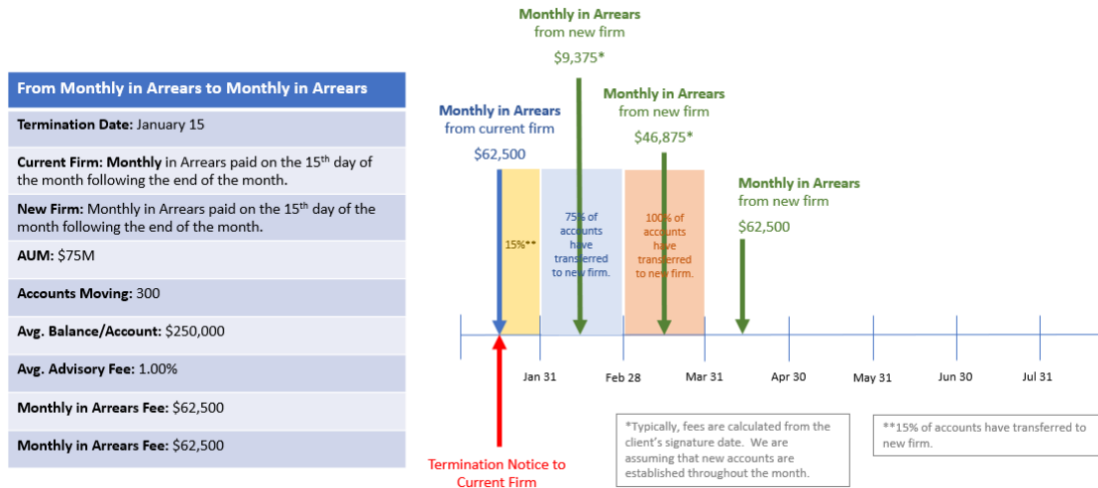 From Monthly in Arrears to Monthly in Arrears
Termination Date: January 15
Current Firm: Monthly in Arrears paid on the 15th day of
the month following the end of the month.
New Firm: Monthly in Arrears paid on the 15th day of the
month following the end of the month.
AUM: $75M
Accounts Moving: 300
Avg. Balance/Account: $250,000
Avg. Advisory Fee: 1.00%
Monthly in Arrears Fee: $62,500
Monthly in Arrears Fee: $62,500
Monthly in Arrears
from new firm
$9,375*
Monthly in Arrears
from current firm
$62,500
Monthly in Arrears
from new firm
$46,875*
Monthly in Arrears
from new firm
$62,500
15%**
75% of
accounts
have
transferred
to new firm.
100% of
accounts
have
transferred
to new firm.
Jan 31
Feb 28
Mar 31
Apr 30
May 31
Jun 30
Jul 31
Termination Notice to
Current Firm
*Typically, fees are calculated from the
client's signature date. We are
assuming that new accounts are
established throughout the month.
**15% of accounts have transferred to
new firm.